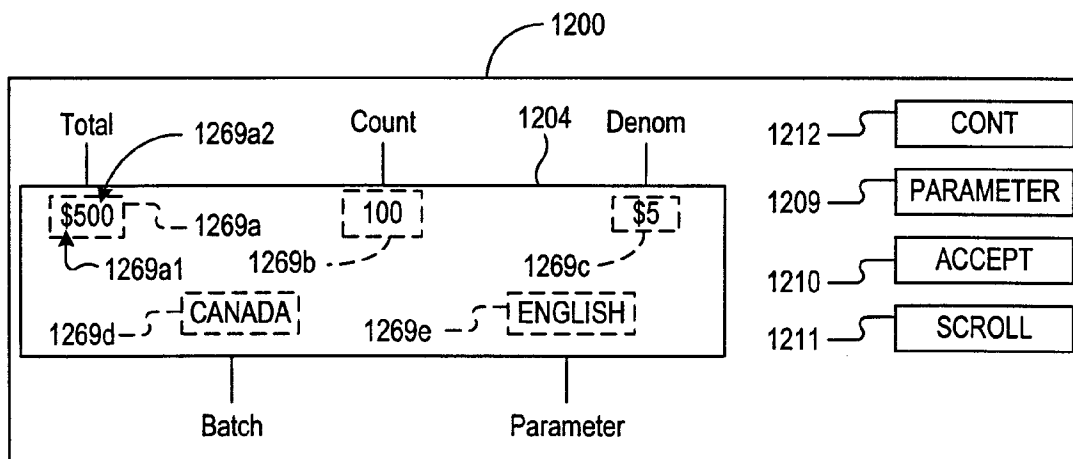 1200
Total
1269a2
Count
1204
Denom
1212
CONT
$500
1269a
100
$5
1209
PARAMETER
1269a1
1269b
1269c
1210
ACCEPT
CANADA
ENGLISH
1269d
1269e
1211
SCROLL
Batch
Parameter